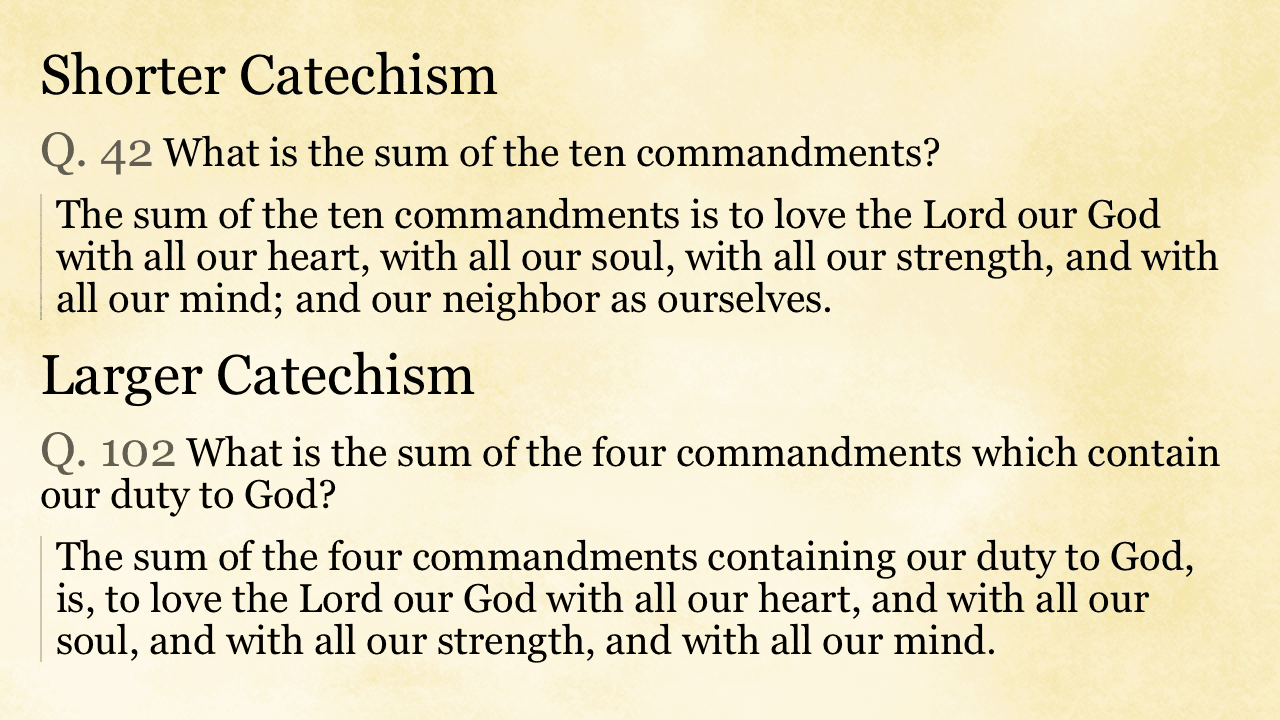 Shorter Catechism
Q. 42 What is the sum of the ten commandments?
The sum of the ten commandments is to love the Lord our God
with all our heart, with all our soul, with all our strength, and with
all our mind; and our neighbor as ourselves.
Larger Catechism
Q. 102 What is the sum of the four commandments which contain
our duty to God?
The sum of the four commandments containing our duty to God,
is, to love the Lord our God with all our heart, and with all our
soul, and with all our strength, and with all our mind.